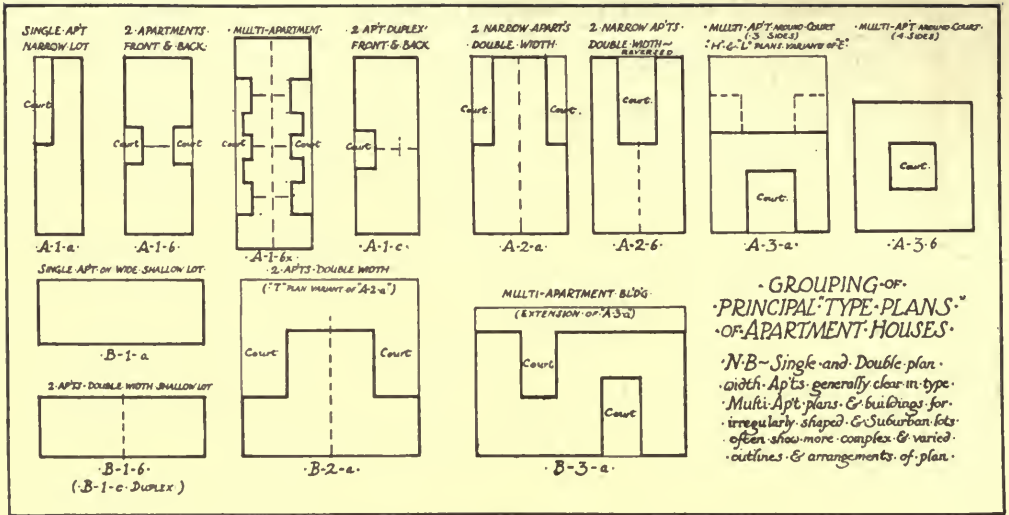 SINGLE·AP'T
NARROW LOT
Court
·A·1·a·
2·APARTMENTS
FRONT & BACK·
Court Court
·A·1·b·
·MULTI·APARTMENT·
Court Court
·A·1·bx·
·2 AP'T DUPLEX·
FRONT & BACK
Court
·A·1·c·
2 NARROW APART'S
DOUBLE WIDTH
Court. Court.
·A·2·a·
2 NARROW AP'TS·
DOUBLE WIDTH~
REVERSED
Court.
·A·2·b·
·MULTI·AP'T AROUND COURT·
(·3 SIDES)
"H"·&·"L" PLANS VARIANT OF "E"
Court
·A·3·a·
·MULTI·AP'T AROUND COURT·
(4·SIDES)
Court.
·A·3·b
SINGLE·AP'T·ON WIDE·SHALLOW LOT·
·B·1·a
2·AP'TS·DOUBLE WIDTH SHALLOW LOT
·B·1·b·
(·B·1·c DUPLEX·)
·2·AP'TS·DOUBLE WIDTH
("T" PLAN VARIANT OF "A·2·a")
Court Court
·B·2·a·
MULTI-APARTMENT BL'DG·
(EXTENSION OF "A·3·a")
Court
Court
·B·3·a·
·GROUPING·OF·
·PRINCIPAL "TYPE·PLANS·"
·OF·APARTMENT·HOUSES·
·N·B~ Single·and·Double·plan·
·width·Ap'ts·generally·clear·in·type·
·Multi·Ap't·plans·&·buildings·for·
·irregularly·shaped·&·Suburban·lots·
·often·show·more·complex·&·varied·
·outlines·&·arrangements·of·plan·